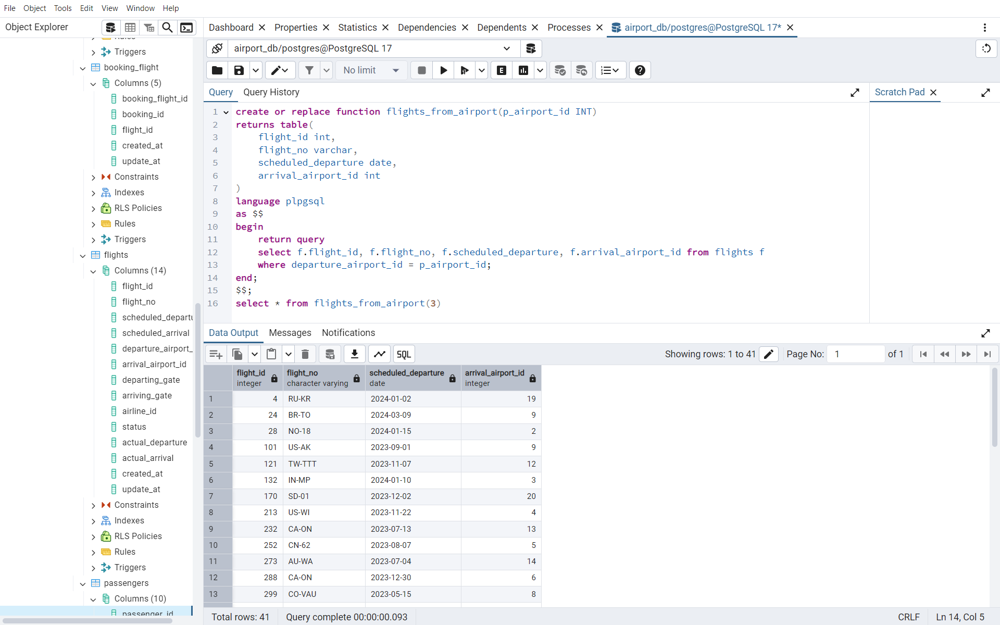 File Object Tools Edit View Window Help
Object Explorer
Dashboard Properties Statistics Dependencies Dependents Processes airport_db/postgres@PostgreSQL 17*
airport_db/postgres@PostgreSQL 17
No limit
Query Query History
Scratch Pad
Rules
Triggers
booking_flight
Columns (5)
booking_flight_id
booking_id
flight_id
created_at
update_at
Constraints
Indexes
RLS Policies
Rules
Triggers
flights
Columns (14)
flight_id
flight_no
scheduled_departu
scheduled_arrival
departure_airport_
arrival_airport_id
departing_gate
arriving_gate
airline_id
status
actual_departure
actual_arrival
created_at
update_at
Constraints
Indexes
RLS Policies
Rules
Triggers
passengers
Columns (10)
passenger_id
1 create or replace function flights_from_airport(p_airport_id INT)
2 returns table(
3 flight_id int,
4 flight_no varchar,
5 scheduled_departure date,
6 arrival_airport_id int
7 )
8 language plpgsql
9 as $$
10 begin
11 return query
12 select f.flight_id, f.flight_no, f.scheduled_departure, f.arrival_airport_id from flights f
13 where departure_airport_id = p_airport_id;
14 end;
15 $$;
16 select * from flights_from_airport(3)
Data Output Messages Notifications
SQL
Showing rows: 1 to 41 Page No: 1 of 1
flight_id flight_no scheduled_departure arrival_airport_id
integer character varying date integer
1 4 RU-KR 2024-01-02 19
2 24 BR-TO 2024-03-09 9
3 28 NO-18 2024-01-15 2
4 101 US-AK 2023-09-01 9
5 121 TW-TTT 2023-11-07 12
6 132 IN-MP 2024-01-10 3
7 170 SD-01 2023-12-02 20
8 213 US-WI 2023-11-22 4
9 232 CA-ON 2023-07-13 13
10 252 CN-62 2023-08-07 5
11 273 AU-WA 2023-07-04 14
12 288 CA-ON 2023-12-30 6
13 299 CO-VAU 2023-05-15 8
Total rows: 41 Query complete 00:00:00.093 CRLF Ln 14, Col 5